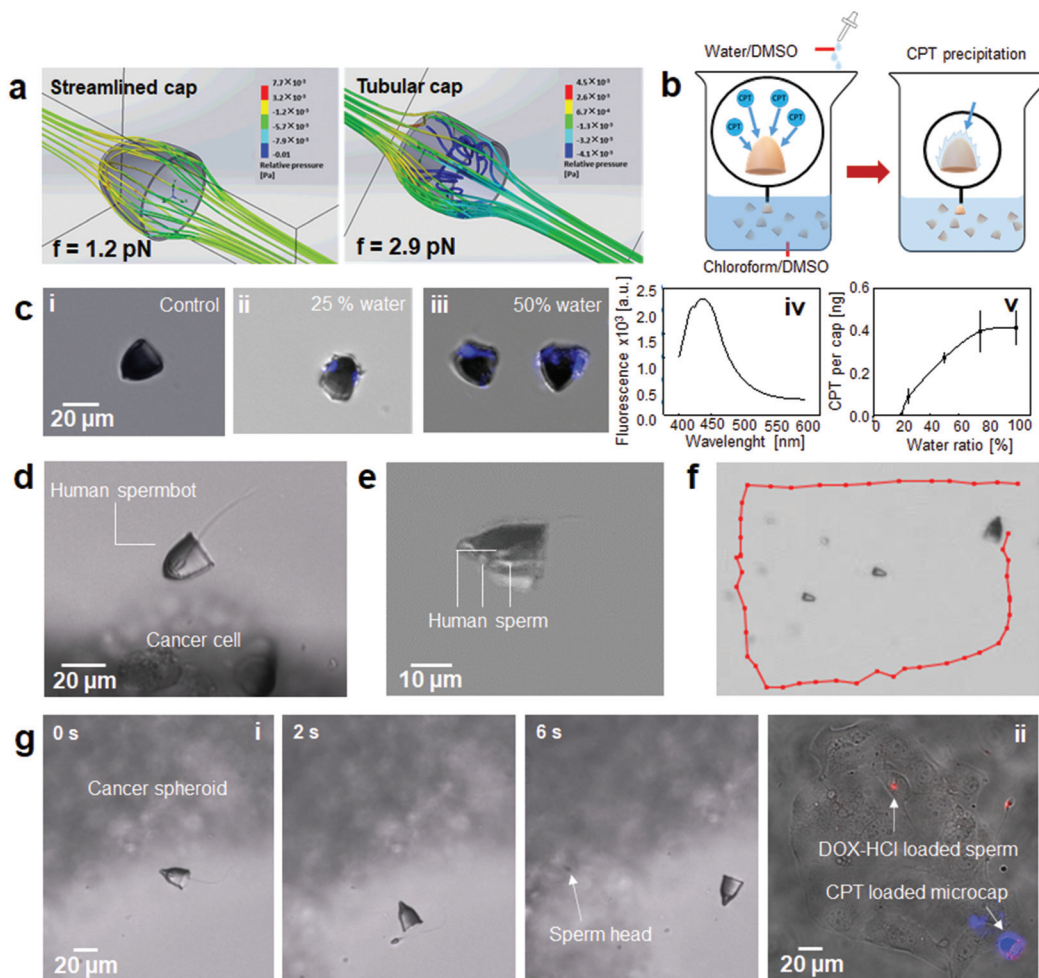 a
Streamlined cap
7.7×10⁻³
3.2×10⁻³
-1.2×10⁻³
-5.7×10⁻³
-7.9×10⁻³
-0.01
Relative pressure
[Pa]
f = 1.2 pN
Tubular cap
4.5×10⁻³
2.6×10⁻³
6.7×10⁻⁴
-1.3×10⁻³
-3.2×10⁻³
-4.1×10⁻³
Relative pressure
[Pa]
f = 2.9 pN
b
Water/DMSO
CPT
CPT
CPT
CPT
Chloroform/DMSO
CPT precipitation
c
i
Control
20 µm
ii
25 % water
iii
50% water
iv
Fluorescence x10³ [a.u.]
2.5
2.0
1.5
1.0
0.5
0.0
400 450 500 550 600
Wavelenght [nm]
v
CPT per cap [ng]
0.6
0.4
0.2
0.0
0 20 40 60 80 100
Water ratio [%]
d
Human spermbot
Cancer cell
20 µm
e
Human sperm
10 µm
f
g
0 s
i
Cancer spheroid
20 µm
2 s
6 s
Sperm head
ii
DOX-HCl loaded sperm
CPT loaded microcap
20 µm